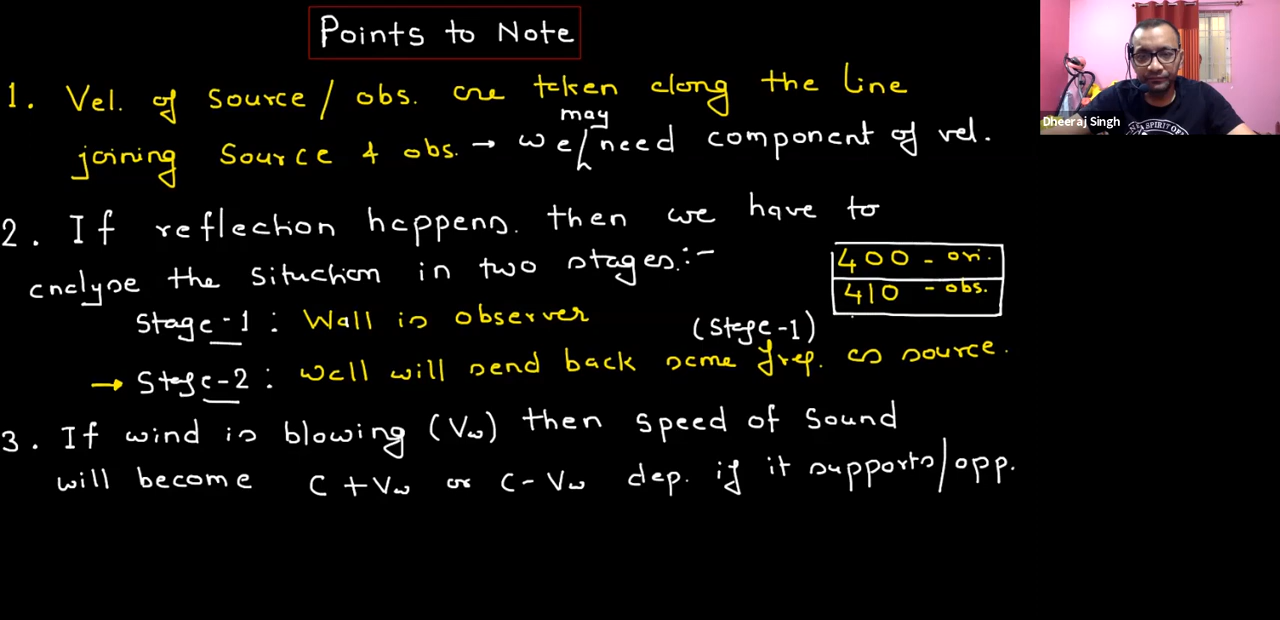 Points to Note
1. Vel. of source / obs. are taken along the line
may
joining source & obs. → we / need component of vel.
2. If reflection happens. then we have to
analyse the situation in two stages:-
400 - ori.
410 - obs.
Stage-1 : Wall is observer
(stage-1)
→ Stage-2 : wall will send back same freq. as source.
3. If wind is blowing (Vw) then speed of sound
will become C + Vw or C - Vw dep. if it supports/opp.
Dheeraj Singh